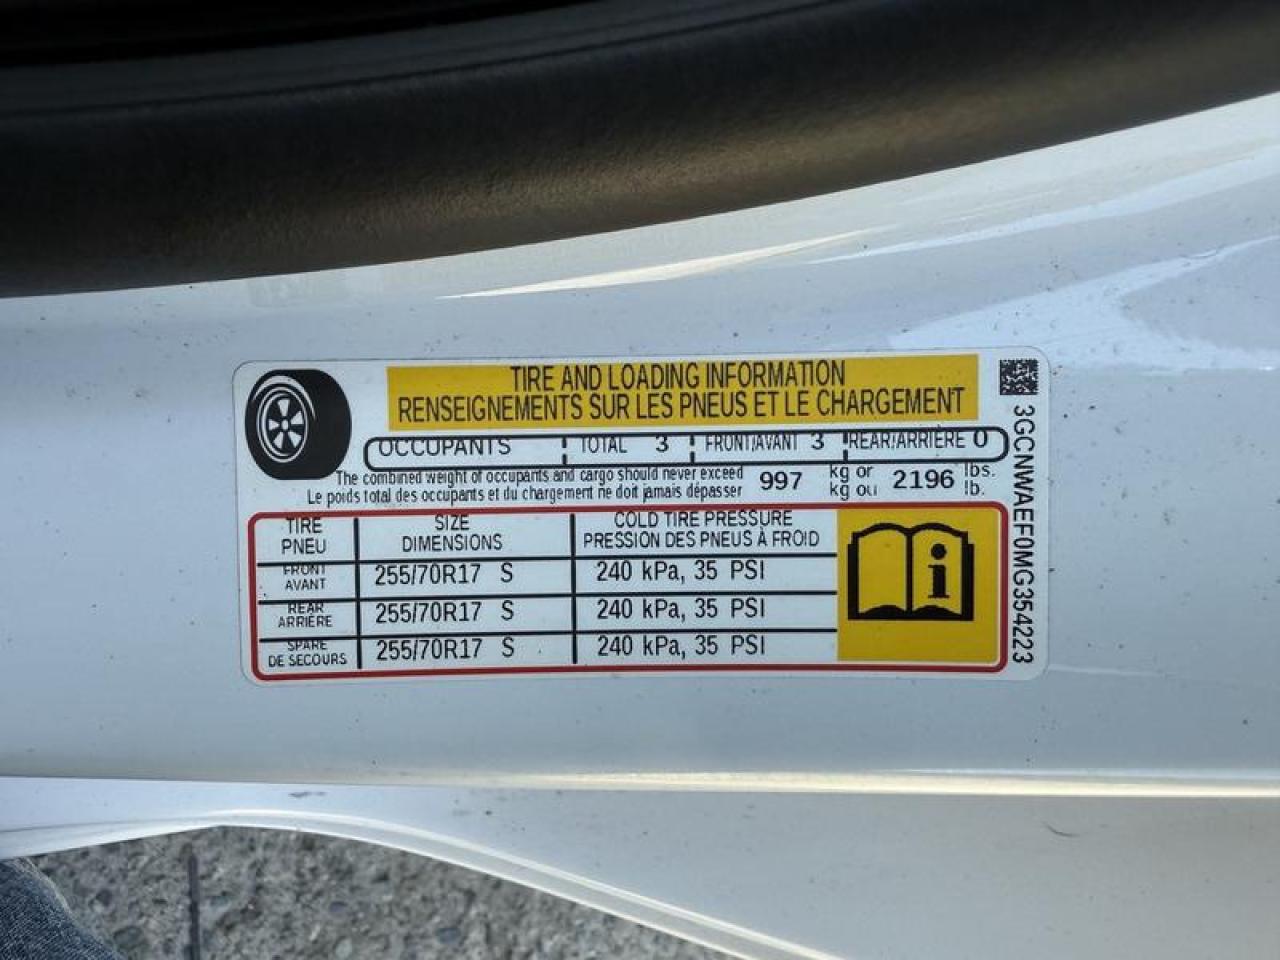 TIRE AND LOADING INFORMATION
RENSEIGNEMENTS SUR LES PNEUS ET LE CHARGEMENT
OCCUPANTS TOTAL 3 FRONT/AVANT 3 REAR/ARRIÈRE 0
The combined weight of occupants and cargo should never exceed 997 kg or 2196 lbs.
Le poids total des occupants et du chargement ne doit jamais dépasser kg ou lb.
TIRE SIZE COLD TIRE PRESSURE
PNEU DIMENSIONS PRESSION DES PNEUS À FROID
FRONT
AVANT 255/70R17 S 240 kPa, 35 PSI
REAR
ARRIÈRE 255/70R17 S 240 kPa, 35 PSI
SPARE
DE SECOURS 255/70R17 S 240 kPa, 35 PSI
i
3GCNWAEF0MG354223